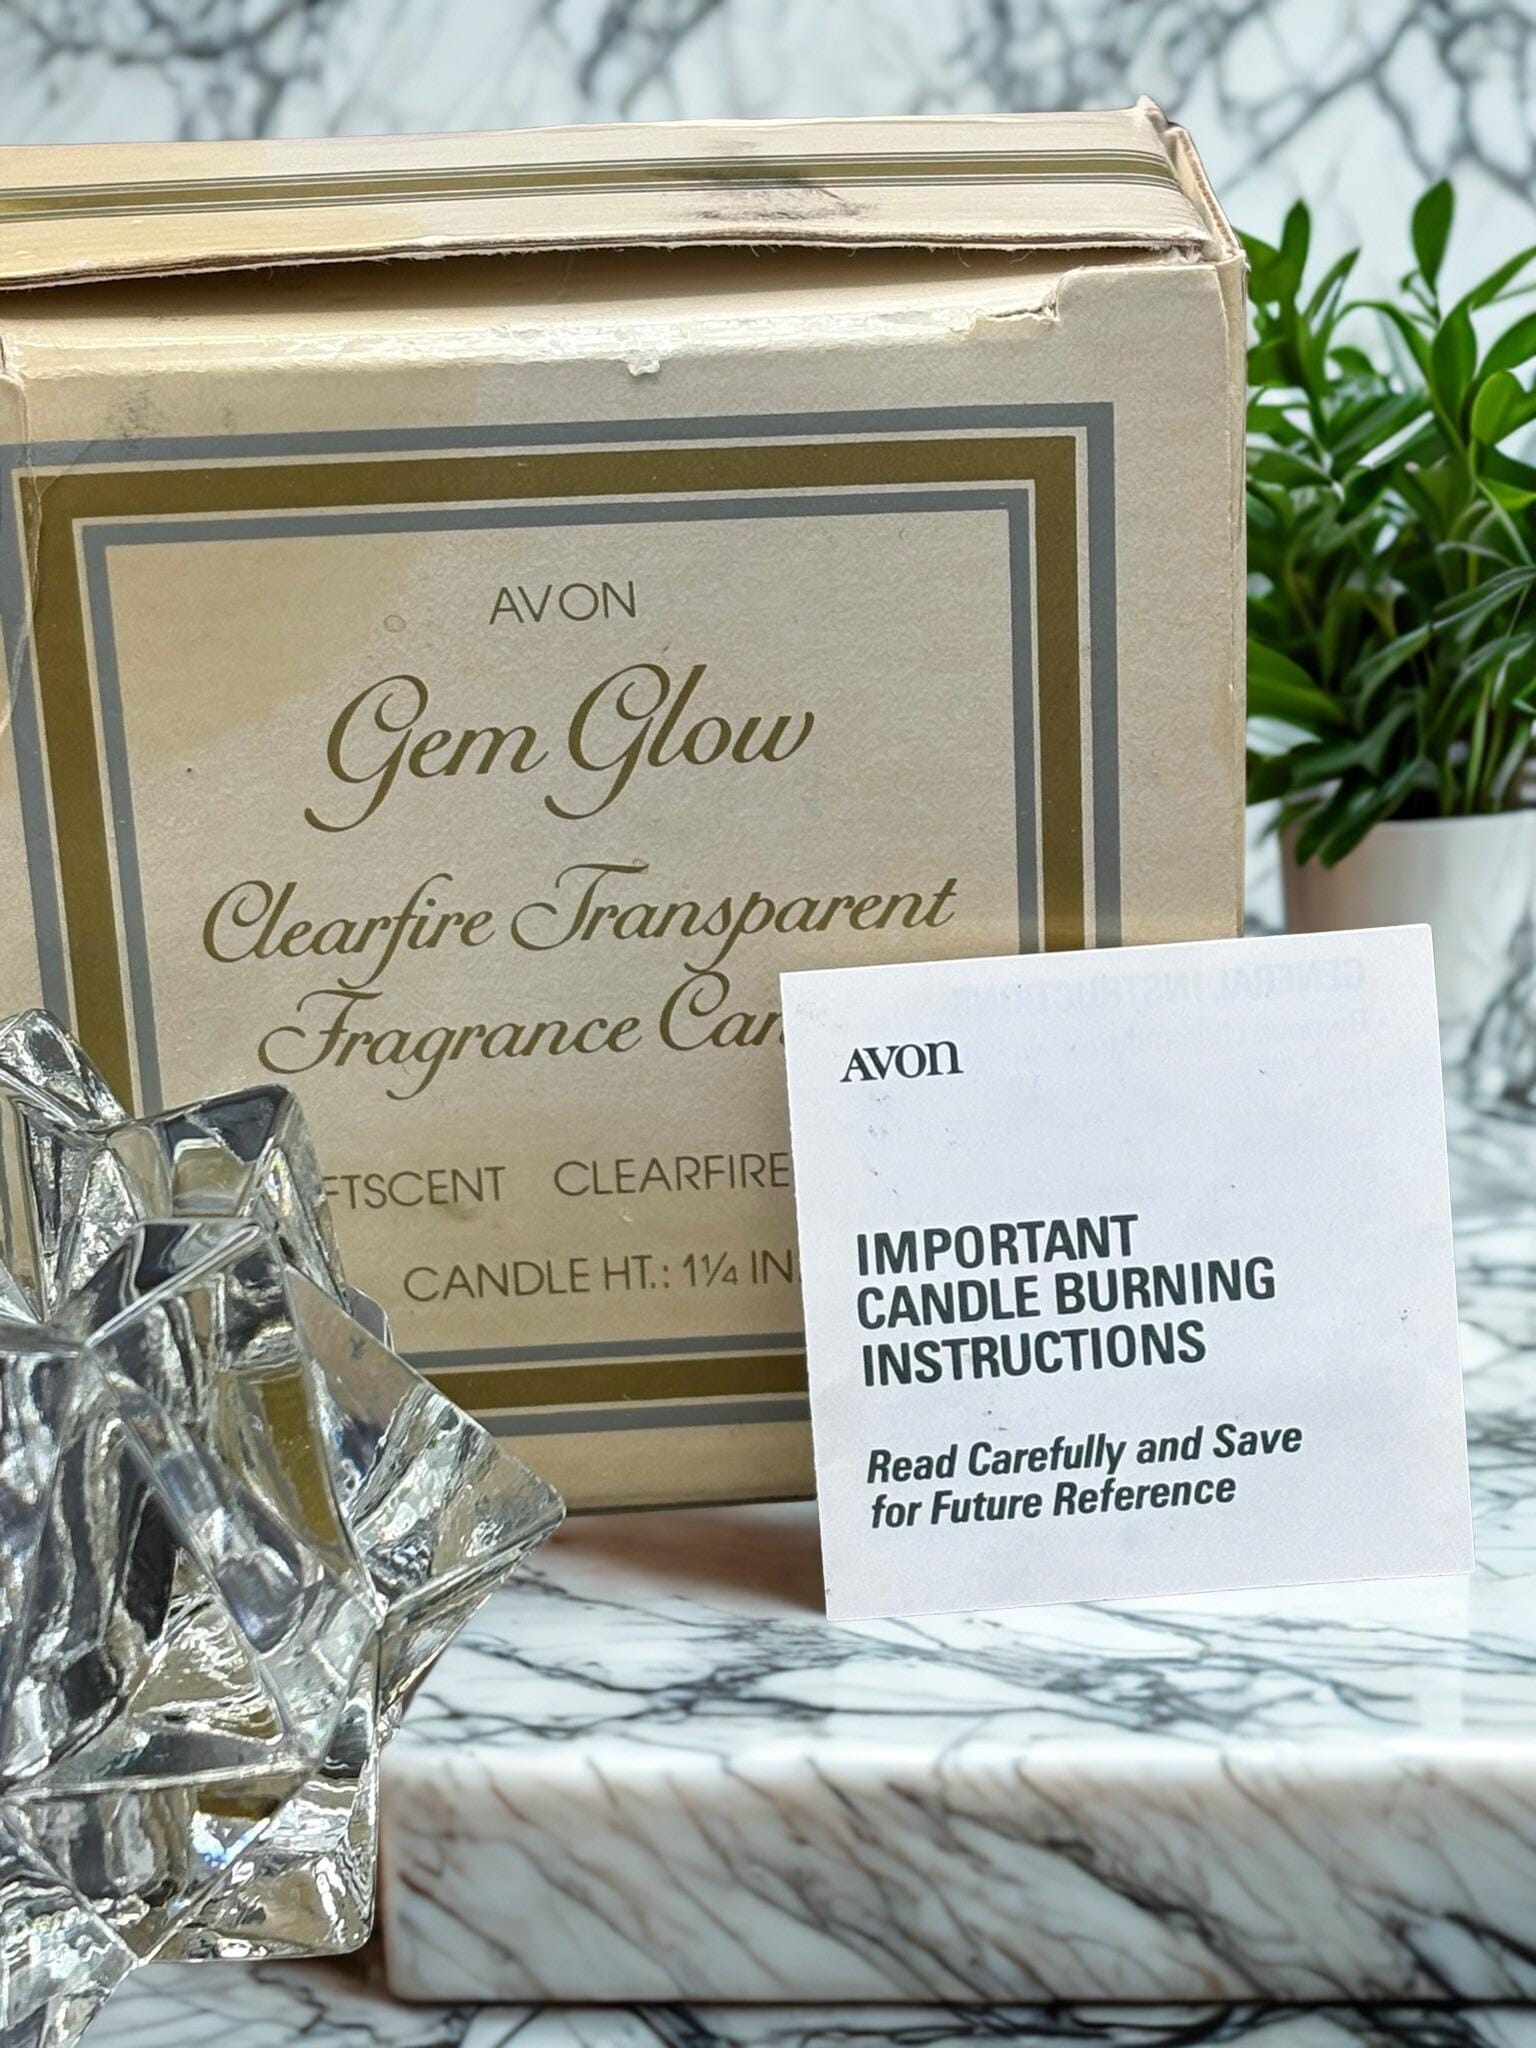 AVON
Gem Glow
Clearfire Transparent
Fragrance Can
FTSCENT CLEARFIRE
CANDLE HT.: 1¼ IN.
AVON
IMPORTANT
CANDLE BURNING
INSTRUCTIONS
Read Carefully and Save
for Future Reference